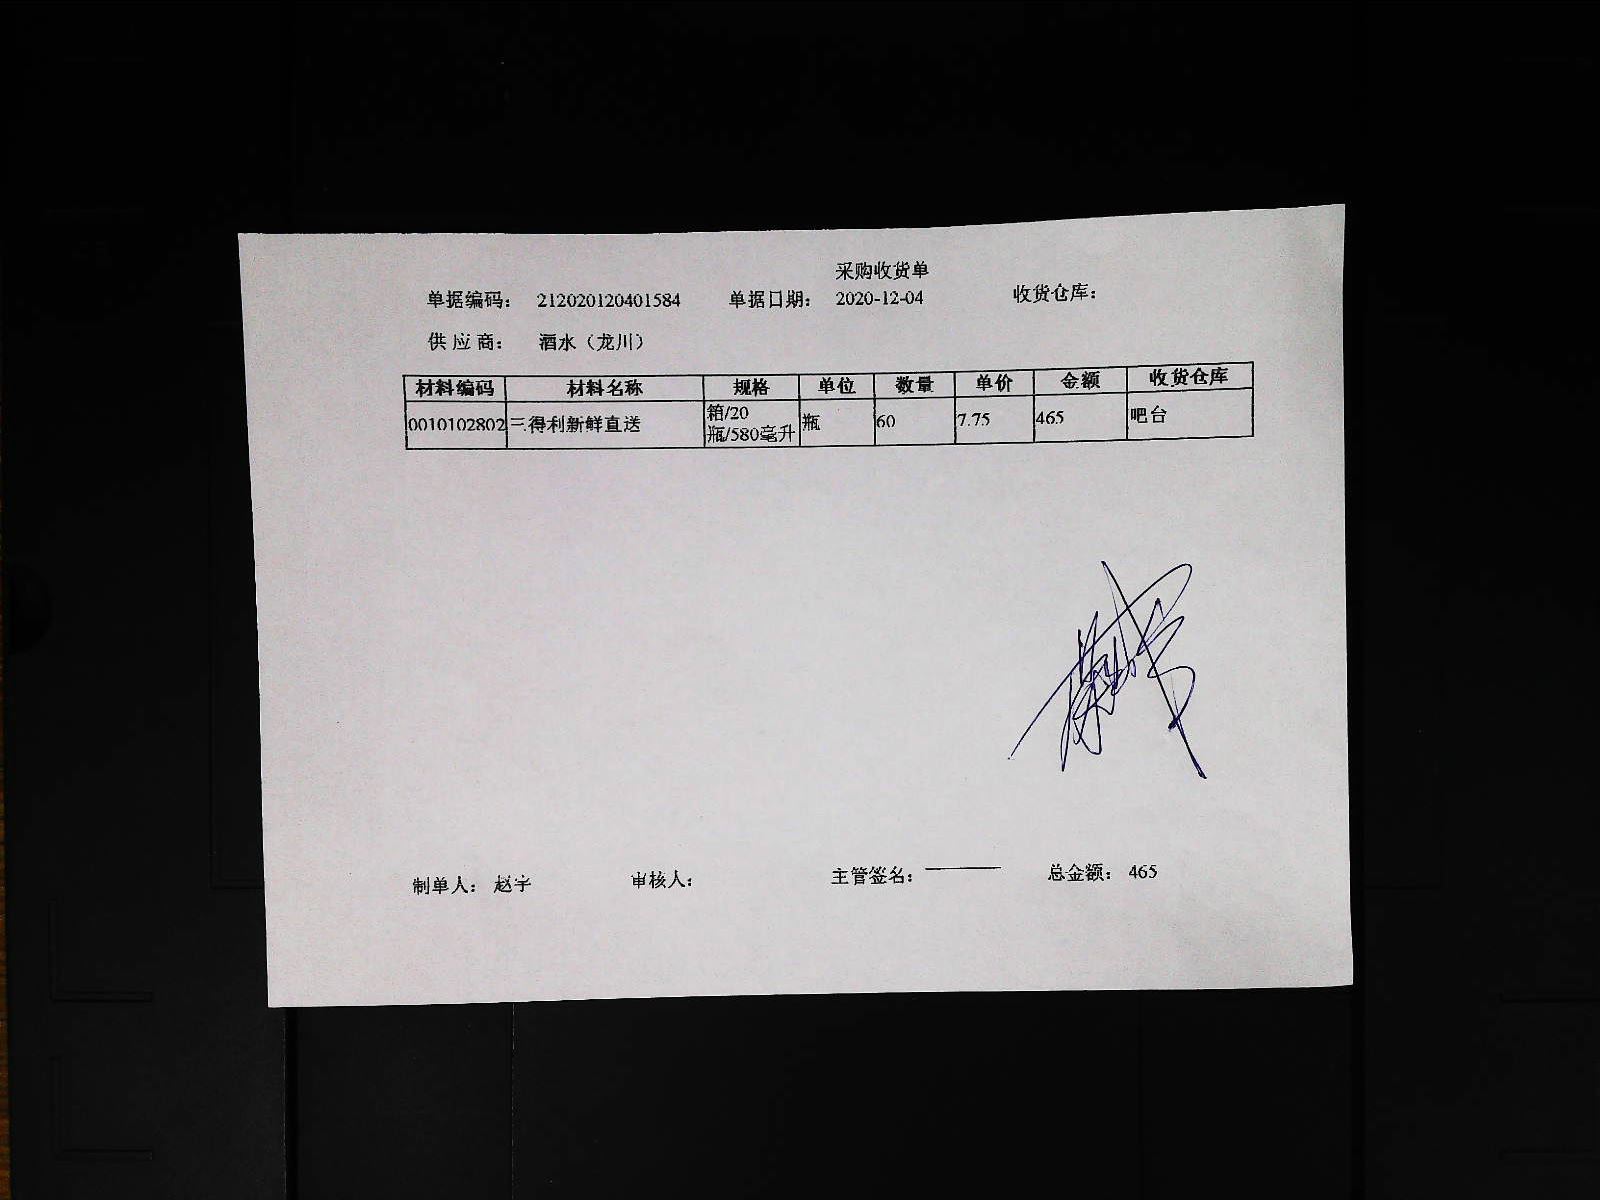 采购收货单
单据编码： 212020120401584 单据日期： 2020-12-04 收货仓库：
供 应 商： 酒水（龙川）
材料编码 材料名称 规格 单位 数量 单价 金额 收货仓库
0010102802 三得利新鲜直送 箱/20瓶/580毫升 瓶 60 7.75 465 吧台
制单人： 赵宇 审核人： 主管签名： 总金额： 465